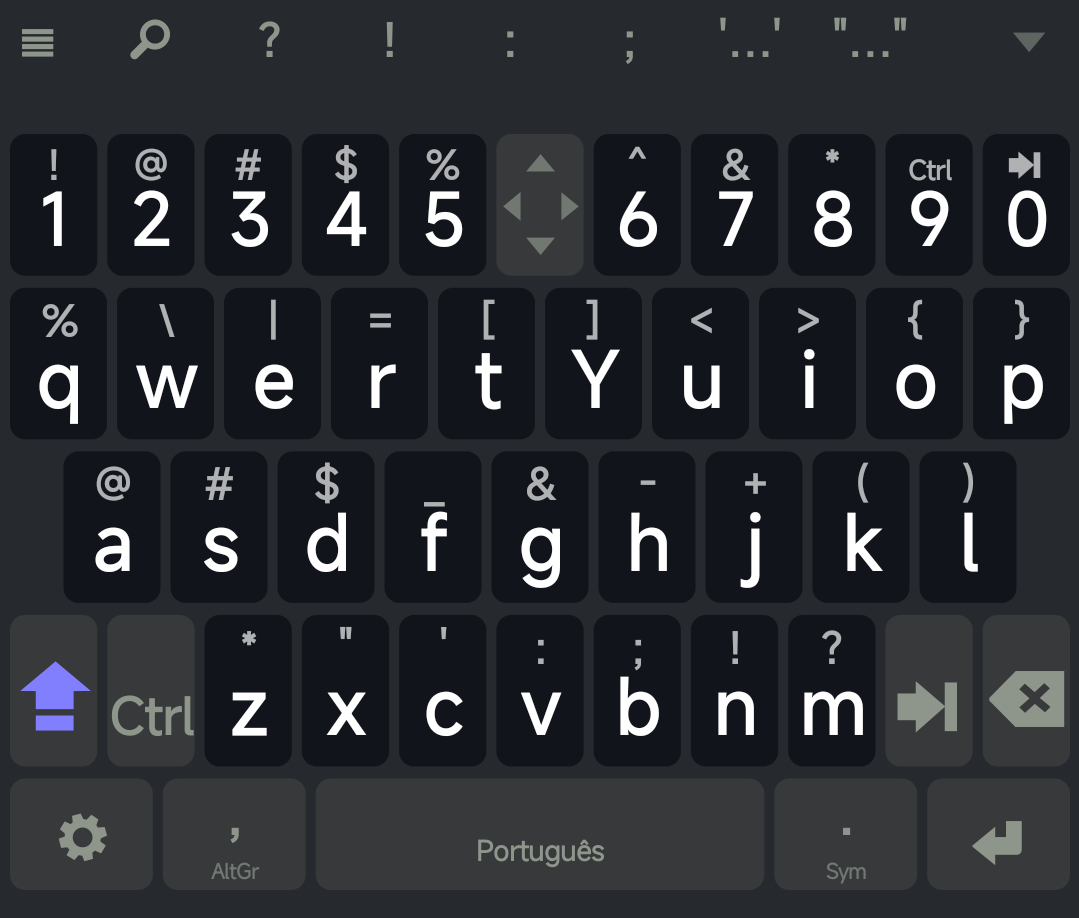 ? ! : ; '...' "..."
! @ # $ % ^ & * Ctrl
1 2 3 4 5 6 7 8 9 0
% \ | = [ ] < > { }
q w e r t Y u i o p
@ # $ _ & - + ( )
a s d f g h j k l
* " ' : ; ! ?
Ctrl z x c v b n m
, Português .
AltGr Sym